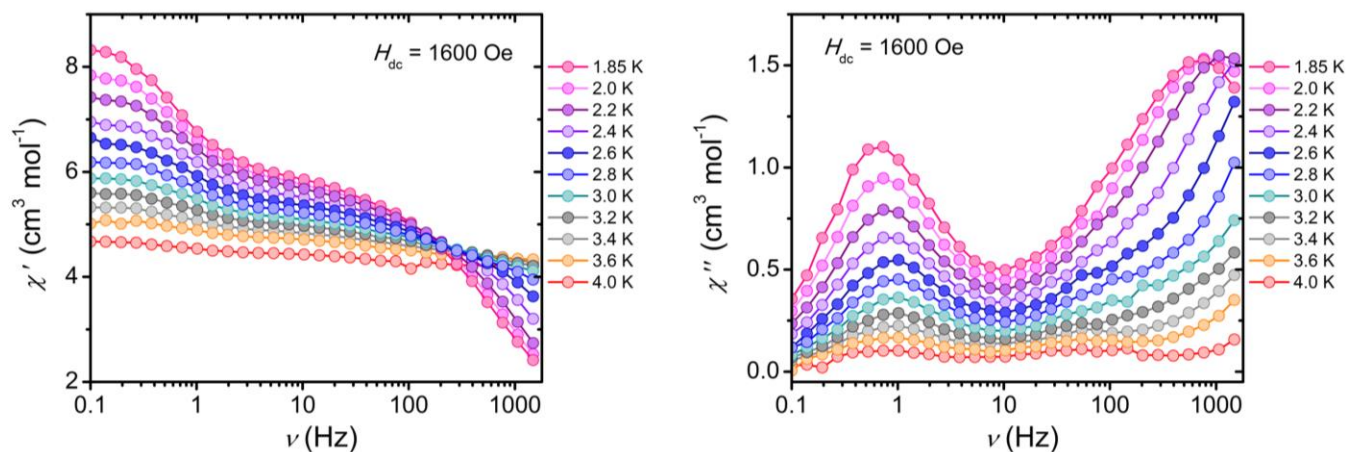 8
6
4
2
0.1
1
10
100
1000
χ′ (cm³ mol⁻¹)
ν (Hz)
H_dc = 1600 Oe
1.85 K
2.0 K
2.2 K
2.4 K
2.6 K
2.8 K
3.0 K
3.2 K
3.4 K
3.6 K
4.0 K
1.5
1.0
0.5
0.0
0.1
1
10
100
1000
χ″ (cm³ mol⁻¹)
ν (Hz)
H_dc = 1600 Oe
1.85 K
2.0 K
2.2 K
2.4 K
2.6 K
2.8 K
3.0 K
3.2 K
3.4 K
3.6 K
4.0 K